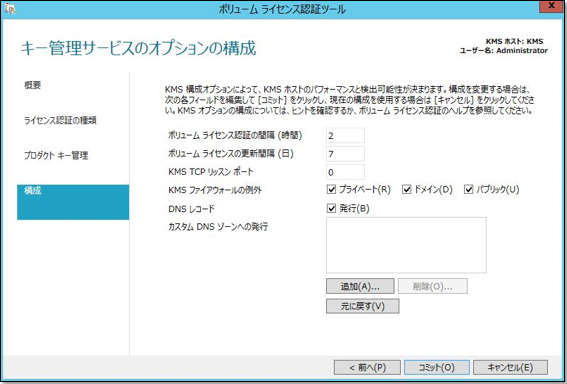 ボリューム ライセンス認証ツール
x
キー管理サービスのオプションの構成
KMS ホスト: KMS
ユーザー名: Administrator
概要
ライセンス認証の種類
プロダクト キー管理
構成
KMS 構成オプションによって、KMS ホストのパフォーマンスと検出可能性が決まります。構成を変更する場合は、
次の各フィールドを編集して [コミット] をクリックし、現在の構成を使用する場合は [キャンセル] をクリックしてくださ
い。KMS オプションの構成については、ヒントを確認するか、ボリューム ライセンス認証のヘルプを参照してください。
ボリューム ライセンス認証の間隔 (時間) 2
ボリューム ライセンスの更新間隔 (日) 7
KMS TCP リッスン ポート 0
KMS ファイアウォールの例外 プライベート(R) ドメイン(D) パブリック(U)
DNS レコード 発行(B)
カスタム DNS ゾーンへの発行
追加(A)... 削除(O)...
元に戻す(V)
< 前へ(P) コミット(O) キャンセル(E)